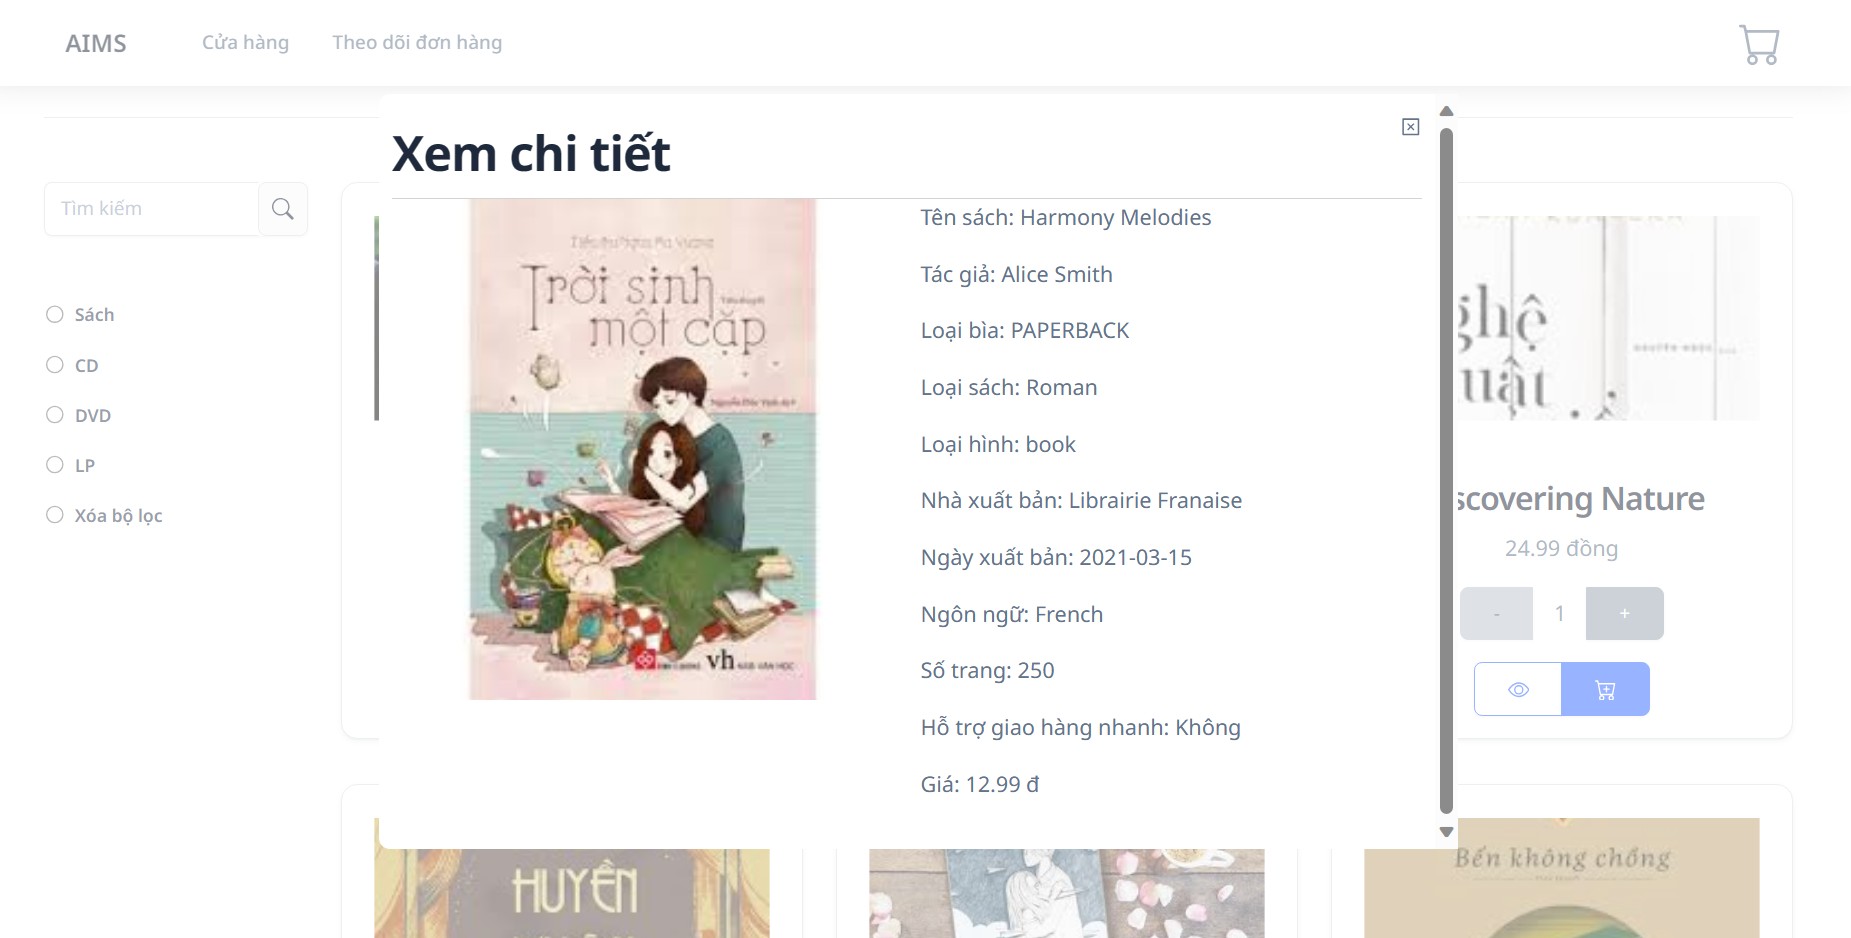 AIMS
Cửa hàng
Theo dõi đơn hàng
Xem chi tiết
Tìm kiếm
Sách
CD
DVD
LP
Xóa bộ lọc
Trời sinh
một cặp
vh
Tên sách: Harmony Melodies
Tác giả: Alice Smith
Loại bìa: PAPERBACK
Loại sách: Roman
Loại hình: book
Nhà xuất bản: Librairie Franaise
Ngày xuất bản: 2021-03-15
Ngôn ngữ: French
Số trang: 250
Hỗ trợ giao hàng nhanh: Không
Giá: 12.99 đ
ghệ
uật
scovering Nature
24.99 đồng
- 1 +
HUYỀN
Bến không chồng